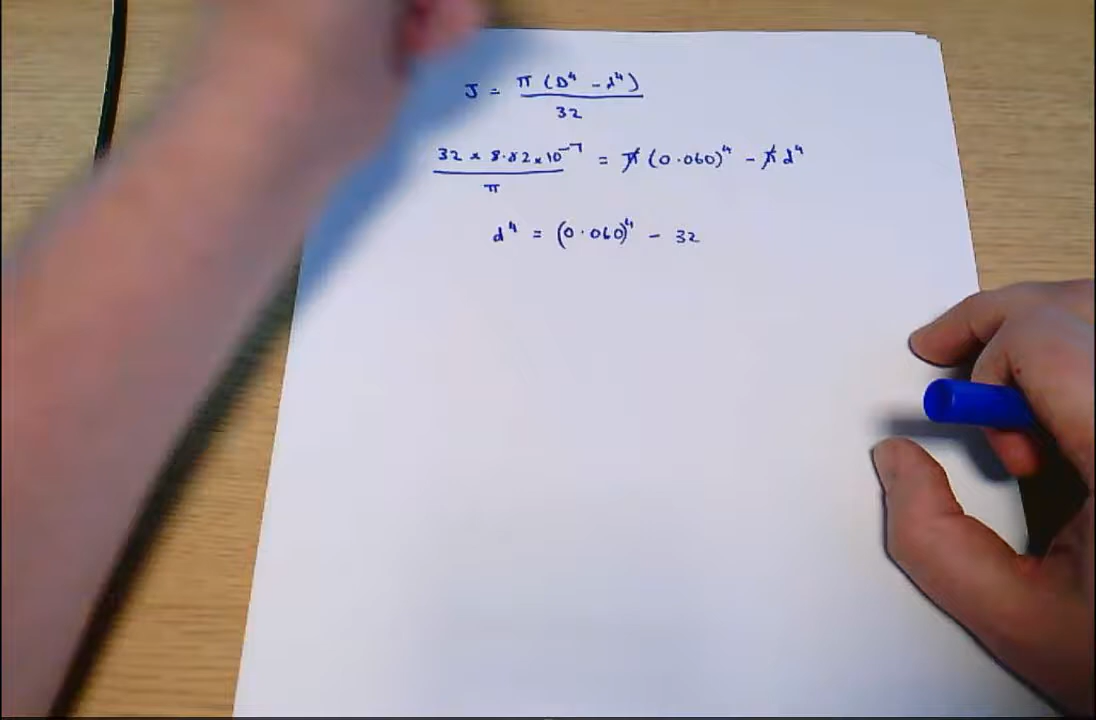 J = π (D⁴ - d⁴) / 32
32 × 8.82 × 10⁻⁷ / π = π (0.060)⁴ - π d⁴
d⁴ = (0.060)⁴ - 32